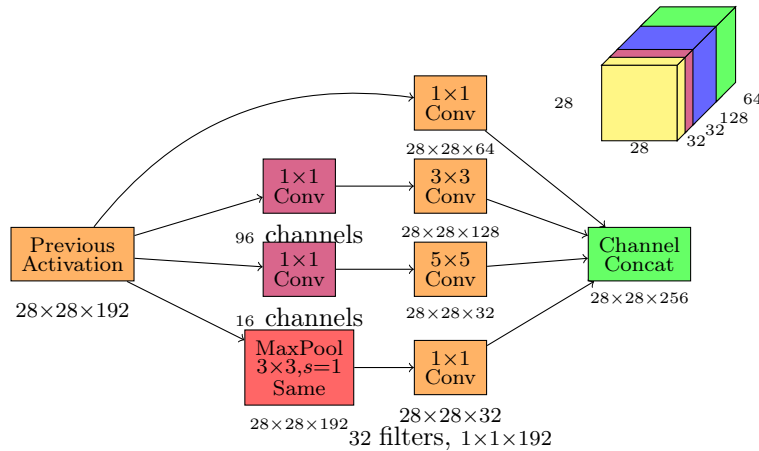 1×1
Conv
28×28×64
1×1
Conv
96 channels
3×3
Conv
28×28×128
Previous
Activation
28×28×192
1×1
Conv
16 channels
5×5
Conv
28×28×32
Channel
Concat
28×28×256
MaxPool
3×3,s=1
Same
28×28×192
1×1
Conv
28×28×32
32 filters, 1×1×192
28
28
32
32
128
64